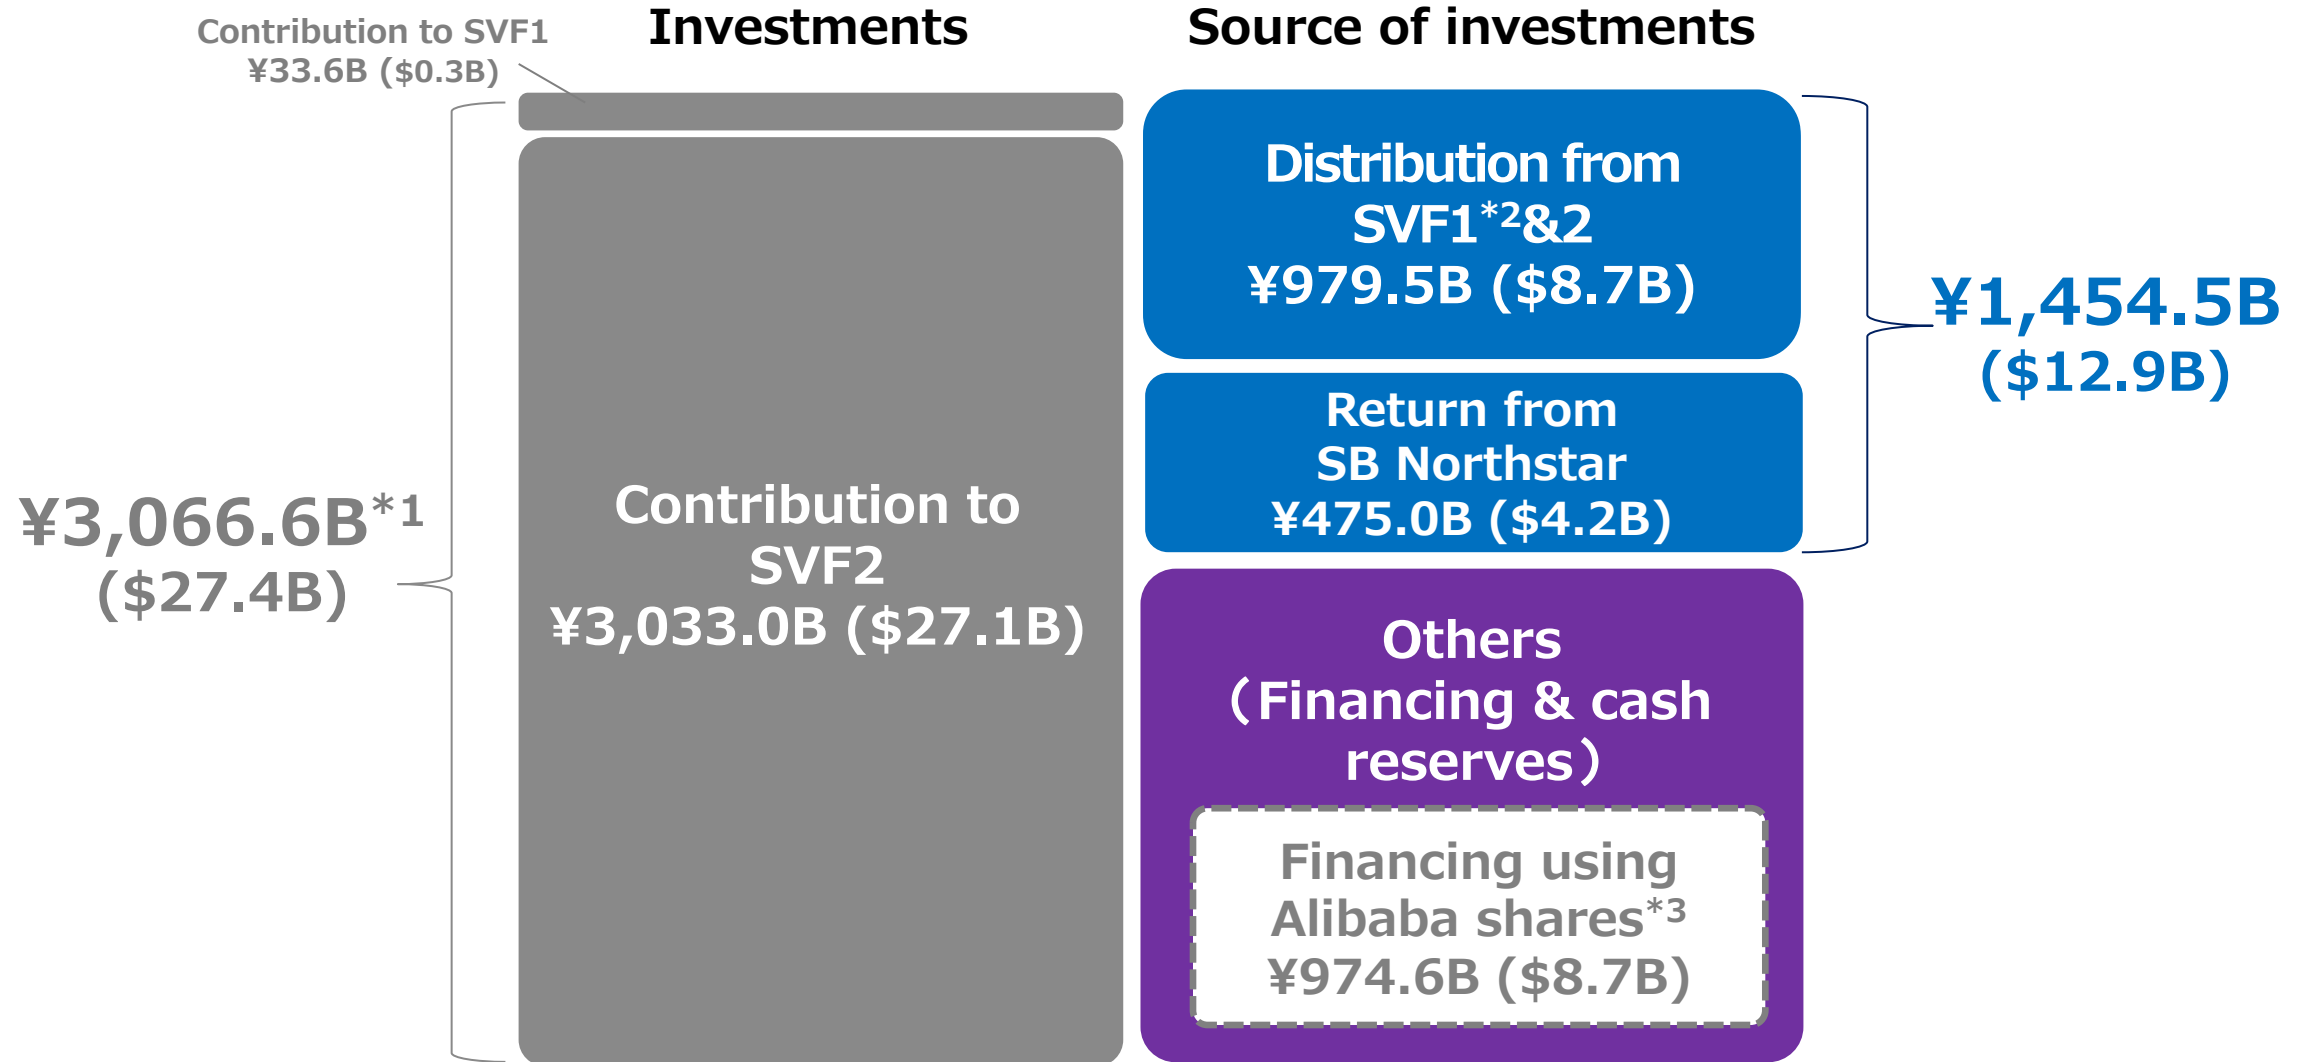 Contribution to SVF1
¥33.6B ($0.3B)
Investments
Source of investments
¥3,066.6B*1
($27.4B)
Contribution to
SVF2
¥3,033.0B ($27.1B)
Distribution from
SVF1*2&2
¥979.5B ($8.7B)
Return from
SB Northstar
¥475.0B ($4.2B)
¥1,454.5B
($12.9B)
Others
（Financing & cash
reserves）
Financing using
Alibaba shares*3
¥974.6B ($8.7B)